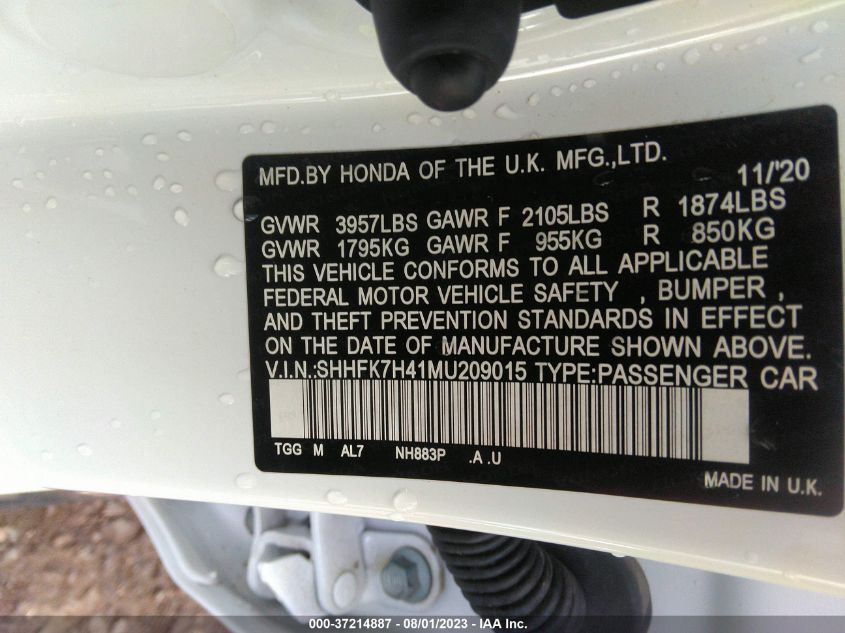 MFD.BY HONDA OF THE U.K. MFG.,LTD. 11/'20
GVWR 3957LBS GAWR F 2105LBS R 1874LBS
GVWR 1795KG GAWR F 955KG R 850KG
THIS VEHICLE CONFORMS TO ALL APPLICABLE
FEDERAL MOTOR VEHICLE SAFETY , BUMPER ,
AND THEFT PREVENTION STANDARDS IN EFFECT
ON THE DATE OF MANUFACTURE SHOWN ABOVE.
V.I.N.:SHHFK7H41MU209015 TYPE:PASSENGER CAR
TGG M AL7 NH883P .A .U
MADE IN U.K.
000-37214887 - 08/01/2023 - IAA Inc.